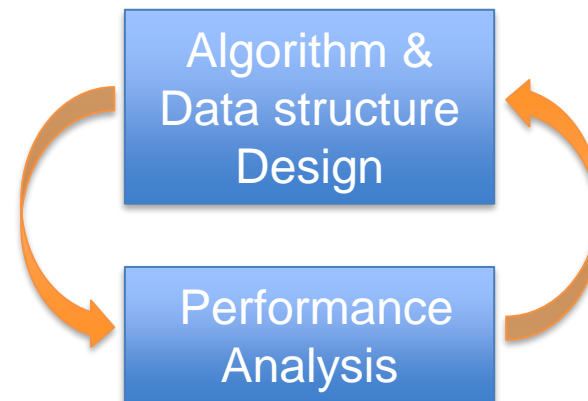 Algorithm &
Data structure
Design
Performance
Analysis